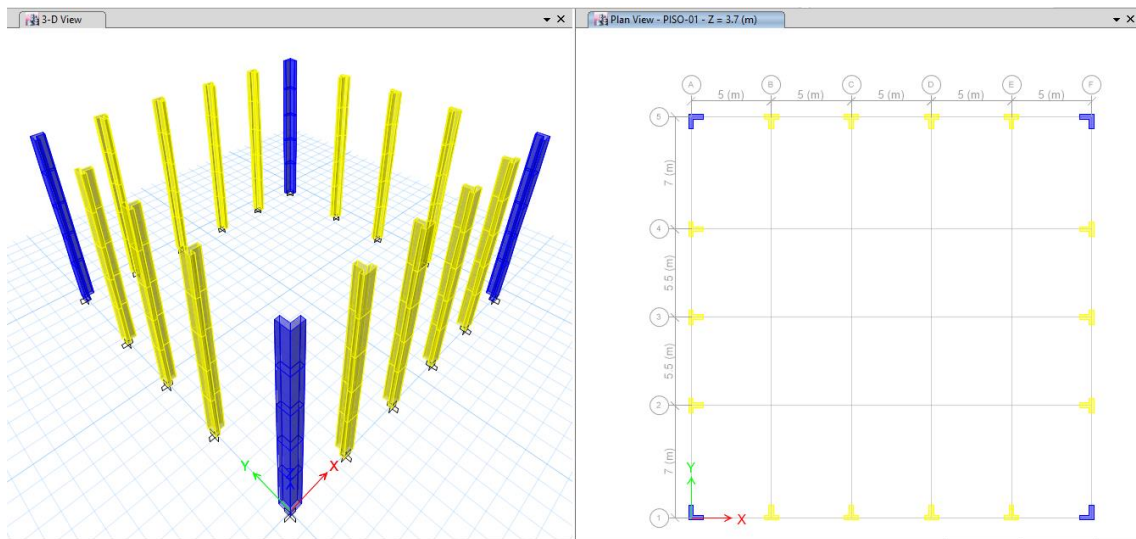 3-D View
Plan View - PISO-01 - Z = 3.7 (m)
A B C D E F
5 (m) 5 (m) 5 (m) 5 (m) 5 (m)
5
7 (m)
4
5.5 (m)
3
5.5 (m)
2
7 (m)
1
Y
X
Y
X